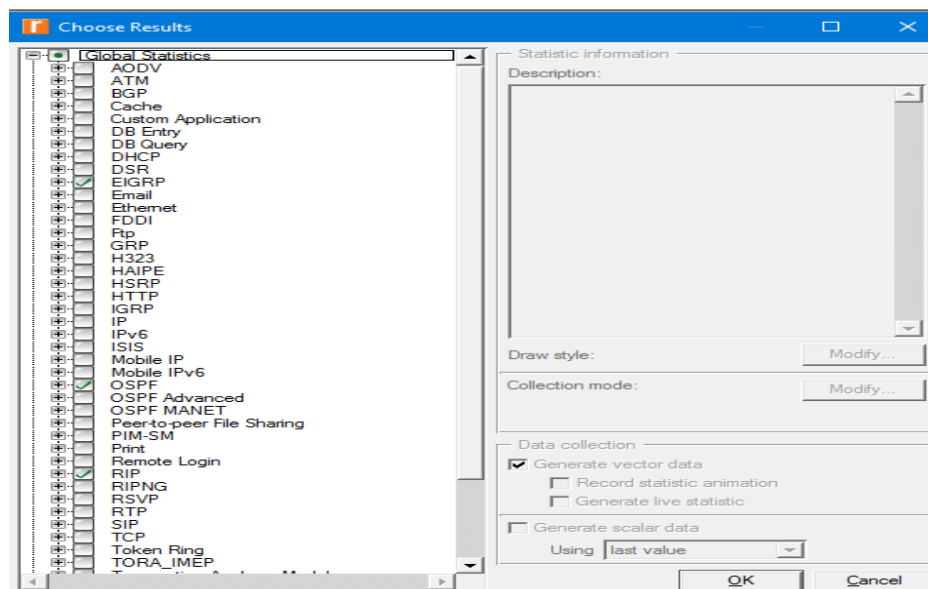 Choose Results
Global Statistics
AODV
ATM
BGP
Cache
Custom Application
DB Entry
DB Query
DHCP
DSR
EIGRP
Email
Ethernet
FDDI
Ftp
GRP
H323
HAIPE
HSRP
HTTP
IGRP
IP
IPv6
ISIS
Mobile IP
Mobile IPv6
OSPF
OSPF Advanced
OSPF MANET
Peer-to-peer File Sharing
PIM-SM
Print
Remote Login
RIP
RIPNG
RSVP
RTP
SIP
TCP
Token Ring
TORA_IMEP
Statistic information
Description:
Draw style:
Modify...
Collection mode:
Modify...
Data collection
Generate vector data
Record statistic animation
Generate live statistic
Generate scalar data
Using last value
OK
Cancel